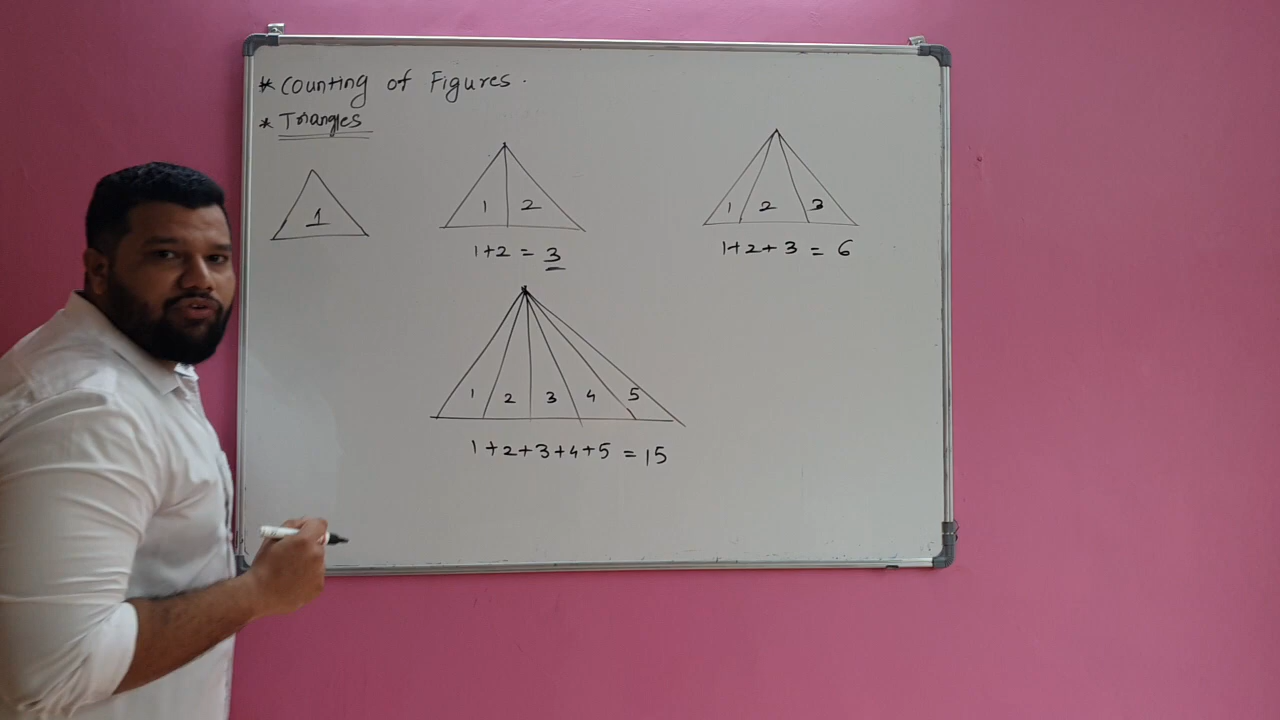 * Counting of Figures.
* Triangles
1
1 2
1+2 = 3
1 2 3
1+2+3 = 6
1 2 3 4 5
1+2+3+4+5 = 15